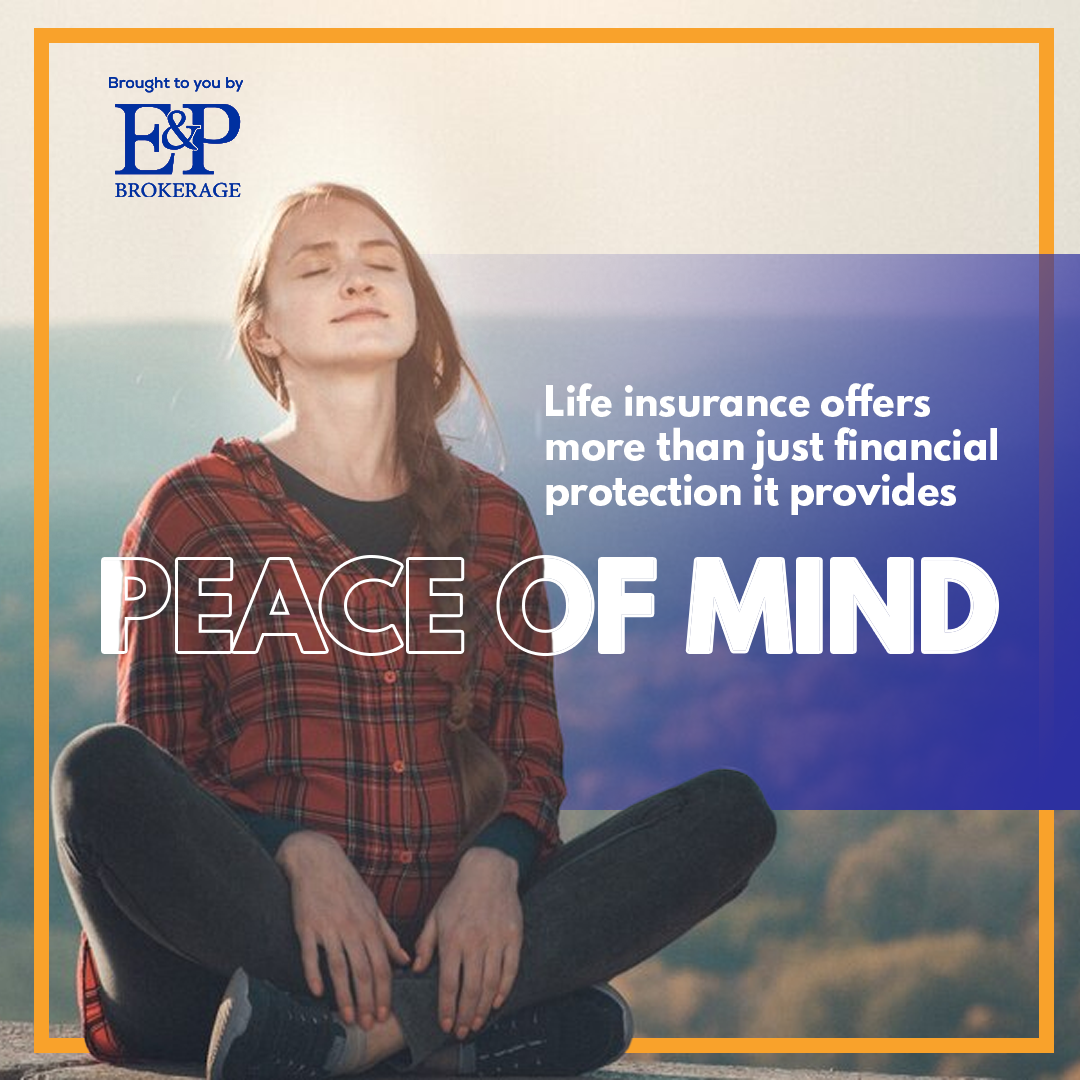 Brought to you by
E&P
BROKERAGE
Life insurance offers
more than just financial
protection it provides
PEACE OF MIND